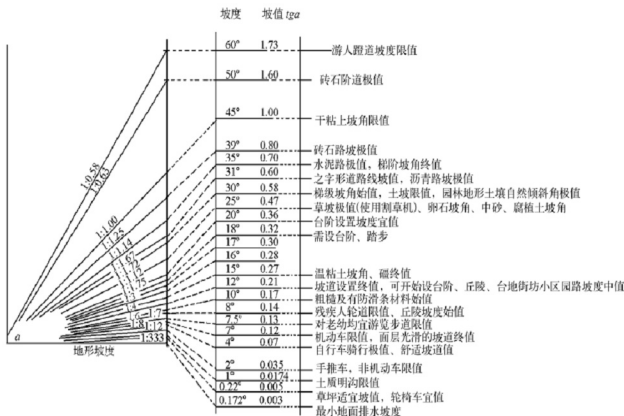 坡度 坡值 tga
60° 1.73 游人蹬道坡度限值
50° 1.60 砖石阶道极值
45° 1.00 干粘土坡角限值
39° 0.80 砖石路坡极值
35° 0.70 水泥路极值，梯阶坡角终值
31° 0.60 之字形道路线坡值，沥青路坡极值
30° 0.58 梯级坡角始值，土坡限值，园林地形土壤自然倾斜角极值
25° 0.47 草坡极值(使用割草机)、卵石坡角、中砂、腐植土坡角
20° 0.36 台阶设置坡度宜值
18° 0.32 需设台阶、踏步
17° 0.30
16° 0.28
15° 0.27 温粘土坡角、礓终值
12° 0.21 坡道设置终值，可开始设台阶、丘陵、台地街坊小区园路坡度中值
10° 0.17 粗糙及有防滑条材料始值
8° 0.14 残疾人轮道限值、丘陵坡度始值
7.5° 0.13 对老幼均宜游览步道限值
7° 0.12 机动车限值，面层光滑的坡道终值
4° 0.07 自行车骑行极值、舒适坡道值
2° 0.035 手推车，非机动车限值
1° 0.0174 土质明沟限值
0.22° 0.005 草坪适宜坡值，轮椅车宜值
0.172° 0.003 最小地面排水坡度
1:0.58
1:0.63
1:1.00
1:1.25
1:1.14
1:7
1:8
1:12
1:333
a
地形坡度